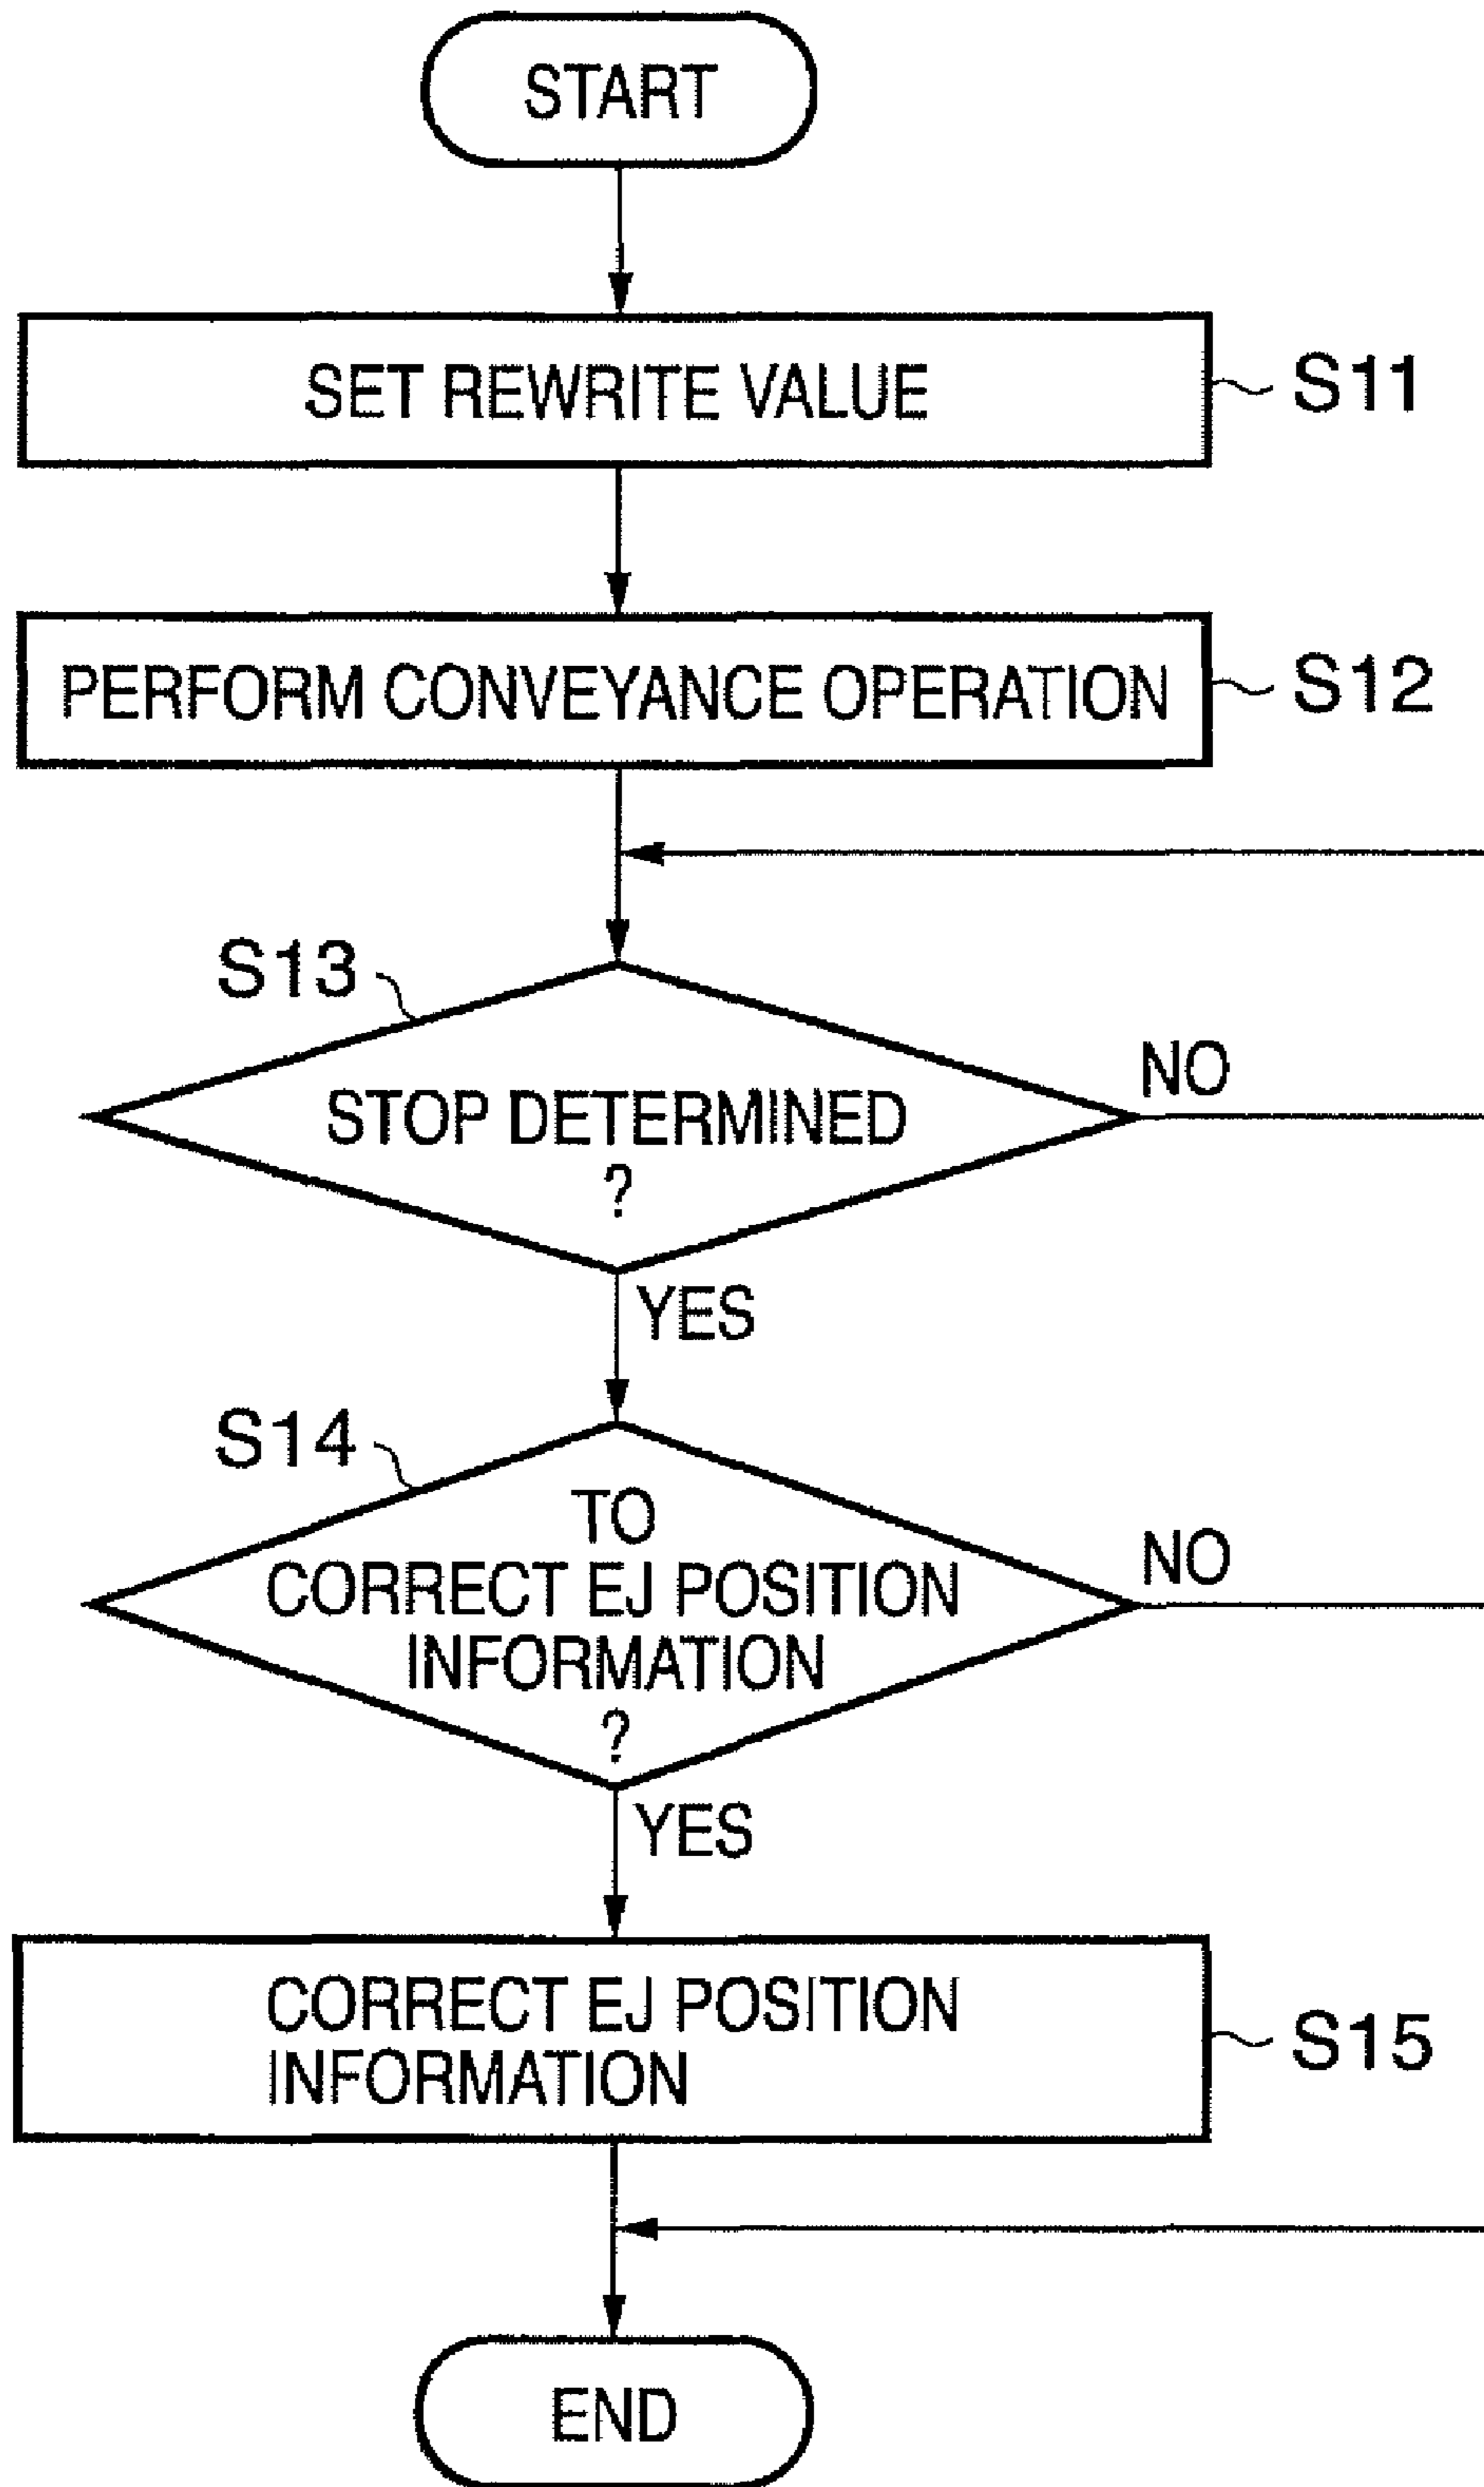 START
SET REWRITE VALUE
S11
PERFORM CONVEYANCE OPERATION
S12
S13
STOP DETERMINED
?
NO
YES
S14
TO
CORRECT EJ POSITION
INFORMATION
?
NO
YES
CORRECT EJ POSITION
INFORMATION
S15
END